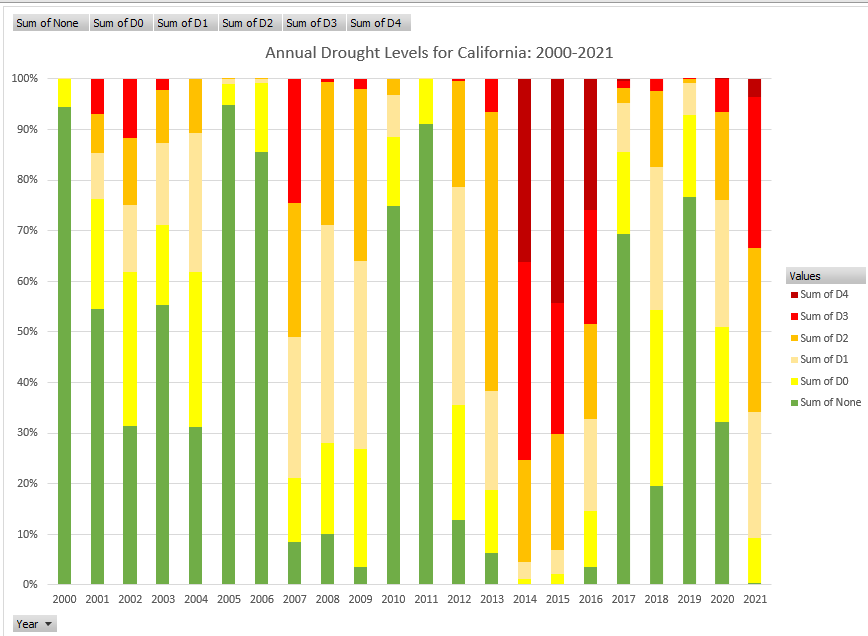 Sum of None Sum of D0 Sum of D1 Sum of D2 Sum of D3 Sum of D4
Annual Drought Levels for California: 2000-2021
100%
90%
80%
70%
60%
50%
40%
30%
20%
10%
0%
2000 2001 2002 2003 2004 2005 2006 2007 2008 2009 2010 2011 2012 2013 2014 2015 2016 2017 2018 2019 2020 2021
Values
Sum of D4
Sum of D3
Sum of D2
Sum of D1
Sum of D0
Sum of None
Year